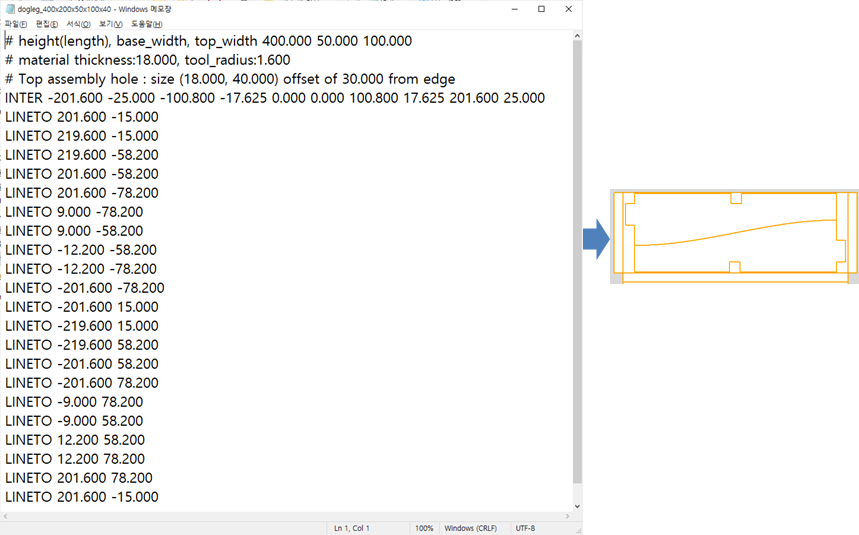 dogleg_400x200x50x100x40 - Windows 메모장
파일(F) 편집(E) 서식(O) 보기(V) 도움말(H)
# height(length), base_width, top_width 400.000 50.000 100.000
# material thickness:18.000, tool_radius:1.600
# Top assembly hole : size (18.000, 40.000) offset of 30.000 from edge
INTER -201.600 -25.000 -100.800 -17.625 0.000 0.000 100.800 17.625 201.600 25.000
LINETO 201.600 -15.000
LINETO 219.600 -15.000
LINETO 219.600 -58.200
LINETO 201.600 -58.200
LINETO 201.600 -78.200
LINETO 9.000 -78.200
LINETO 9.000 -58.200
LINETO -12.200 -58.200
LINETO -12.200 -78.200
LINETO -201.600 -78.200
LINETO -201.600 15.000
LINETO -219.600 15.000
LINETO -219.600 58.200
LINETO -201.600 58.200
LINETO -201.600 78.200
LINETO -9.000 78.200
LINETO -9.000 58.200
LINETO 12.200 58.200
LINETO 12.200 78.200
LINETO 201.600 78.200
LINETO 201.600 -15.000
Ln 1, Col 1 100% Windows (CRLF) UTF-8